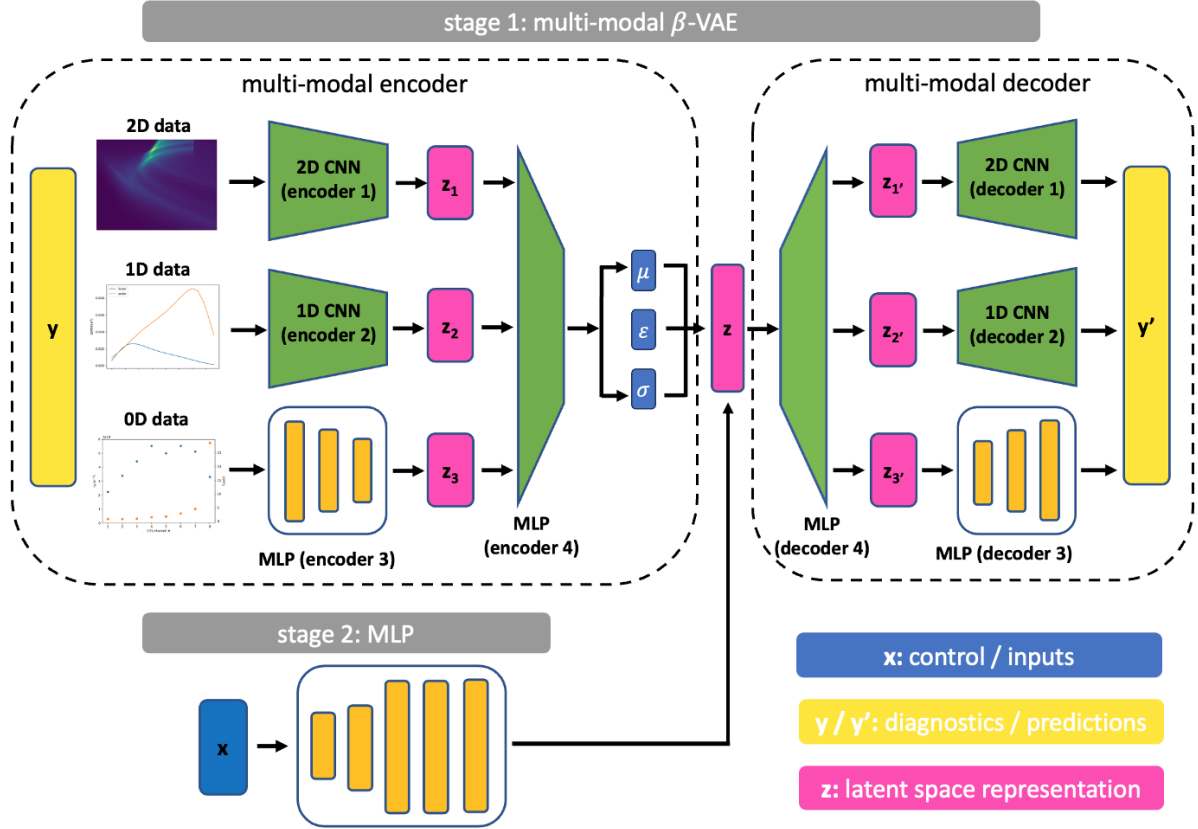 stage 1: multi-modal β-VAE
multi-modal encoder
multi-modal decoder
2D data
2D CNN
(encoder 1)
z1
z1'
2D CNN
(decoder 1)
y
1D data
1D CNN
(encoder 2)
z2
μ
ε
σ
z
z2'
1D CNN
(decoder 2)
y'
0D data
z3
z3'
MLP (encoder 3)
MLP
(encoder 4)
MLP
(decoder 4)
MLP (decoder 3)
stage 2: MLP
x
x: control / inputs
y / y': diagnostics / predictions
z: latent space representation